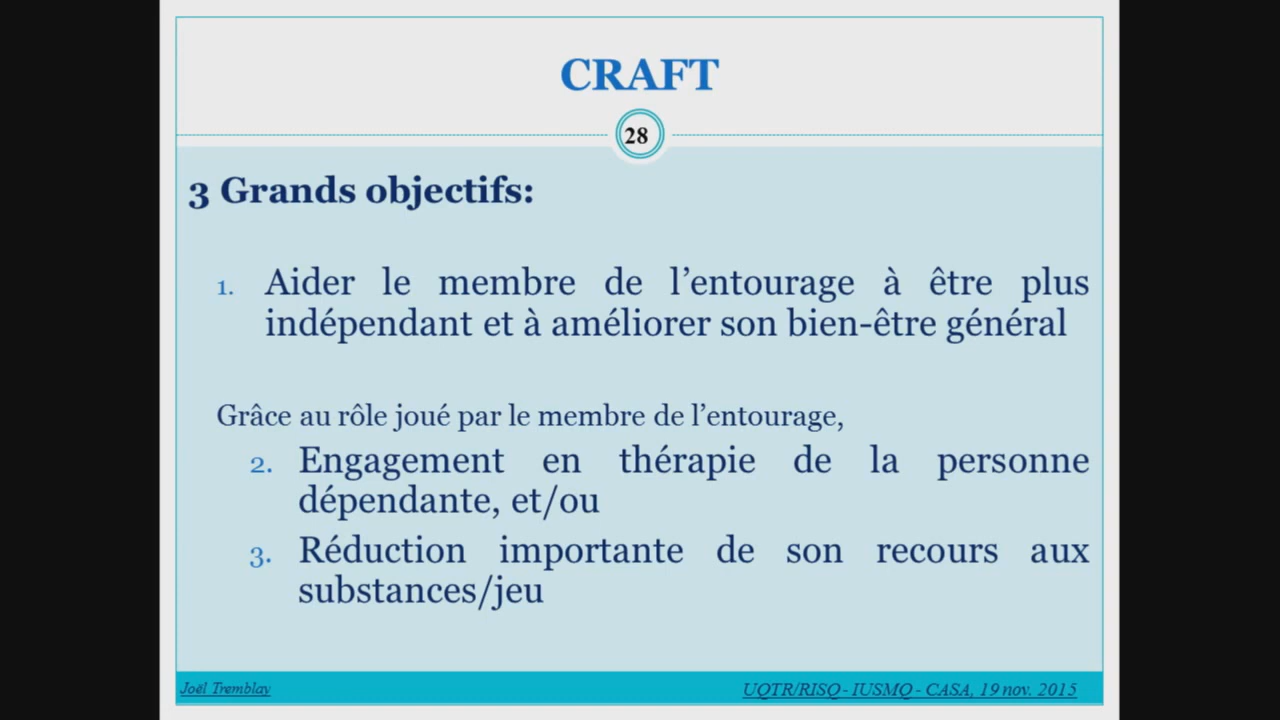 CRAFT
28
3 Grands objectifs:
1. Aider le membre de l’entourage à être plus
indépendant et à améliorer son bien-être général
Grâce au rôle joué par le membre de l’entourage,
2. Engagement en thérapie de la personne
dépendante, et/ou
3. Réduction importante de son recours aux
substances/jeu
Joël Tremblay
UQTR/RISQ - IUSMQ - CASA, 19 nov. 2015